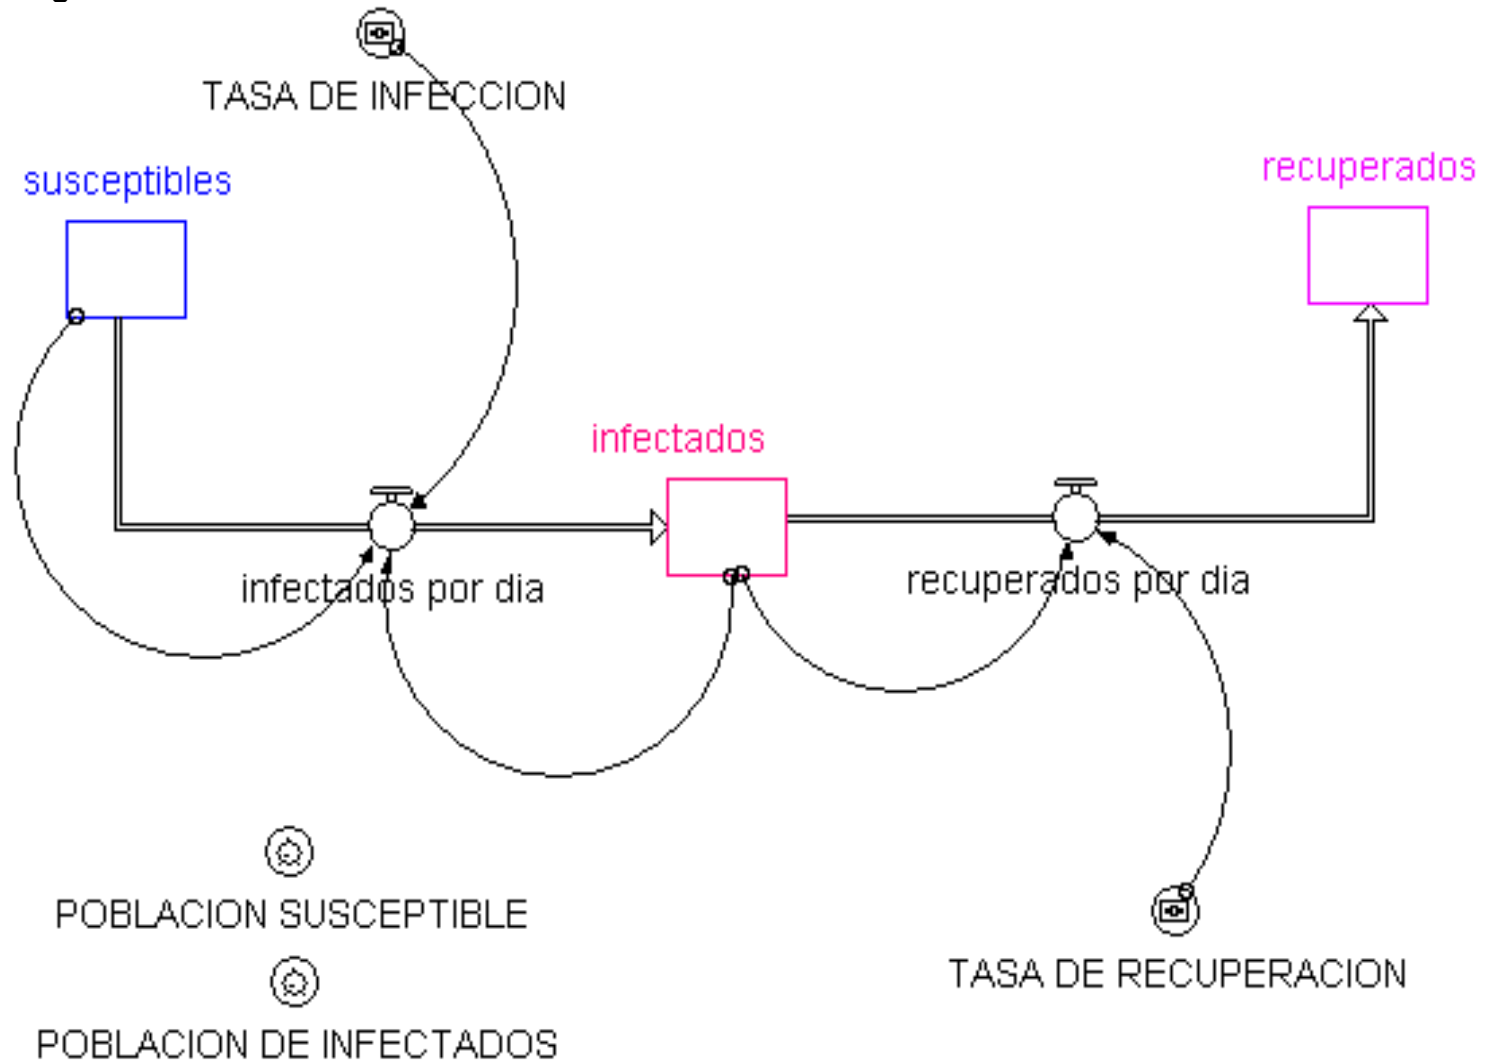 TASA DE INFECCION
susceptibles
recuperados
infectados
infectados por dia
recuperados por dia
POBLACION SUSCEPTIBLE
TASA DE RECUPERACION
POBLACION DE INFECTADOS